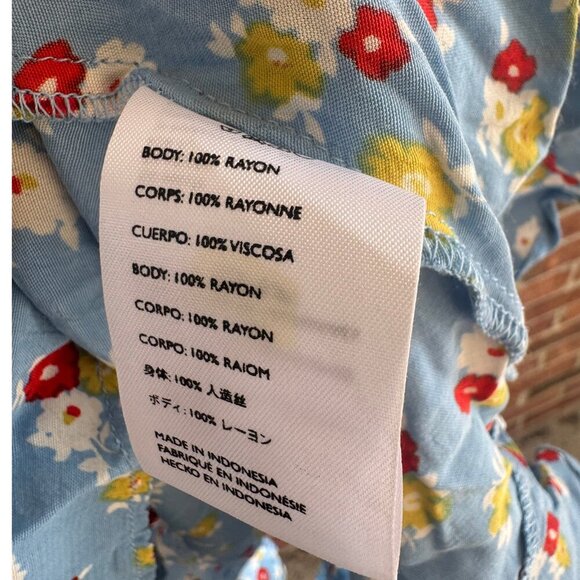 BODY: 100% RAYON
CORPS: 100% RAYONNE
CUERPO: 100% VISCOSA
BODY: 100% RAYON
CORPO: 100% RAYON
CORPO: 100% RAIOM
身体: 100% 人造丝
ボディ: 100% レーヨン
MADE IN INDONESIA
FABRIQUÉ EN INDONÉSIE
HECKO EN INDONESIA